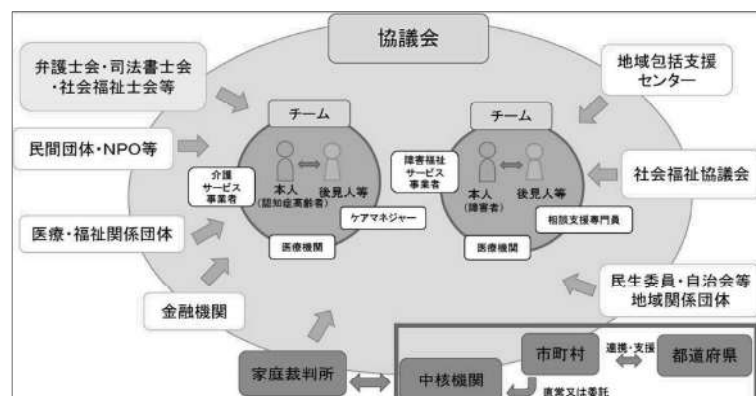 協議会
弁護士会・司法書士会
・社会福祉士会等
地域包括支援
センター
チーム
チーム
民間団体・NPO等
介護
サービス
事業者
本人
(認知症高齢者)
後見人等
ケアマネジャー
医療機関
障害福祉
サービス
事業者
本人
(障害者)
後見人等
相談支援専門員
医療機関
社会福祉協議会
医療・福祉関係団体
金融機関
民生委員・自治会等
地域関係団体
家庭裁判所
中核機関
市町村
連携・支援
都道府県
直営又は委託